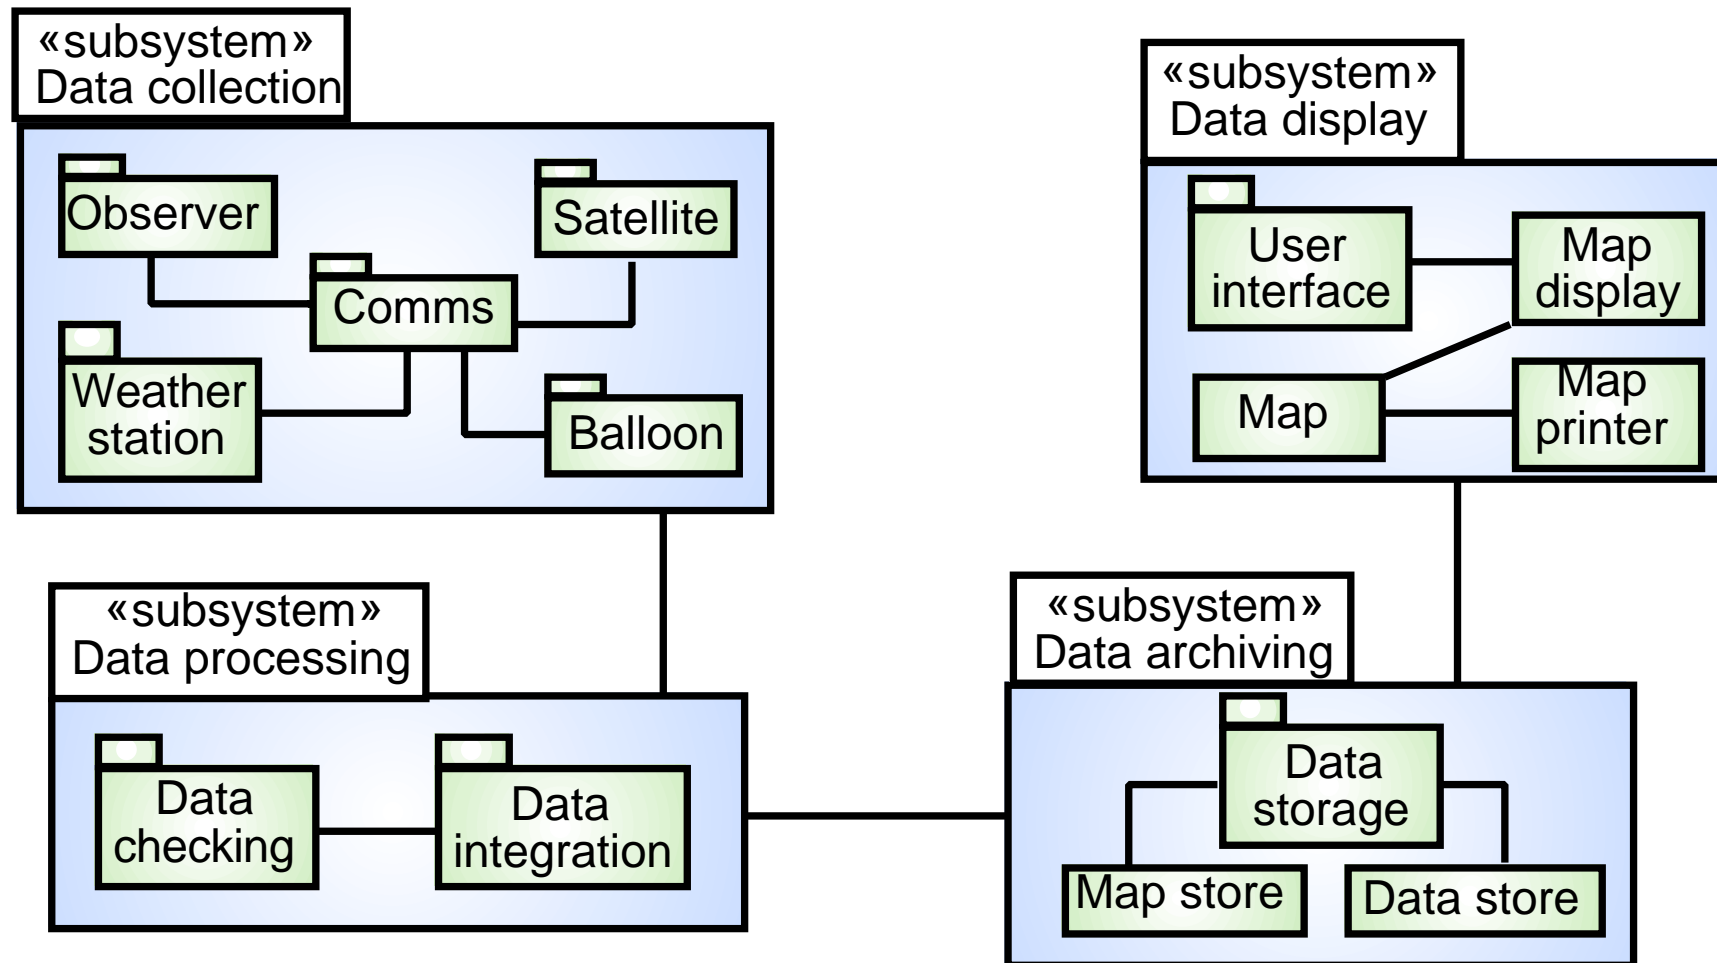 «subsystem»
Data collection
Observer
Satellite
Comms
Weather
station
Balloon
«subsystem»
Data display
User
interface
Map
display
Map
Map
printer
«subsystem»
Data processing
Data
checking
Data
integration
«subsystem»
Data archiving
Data
storage
Map store
Data store